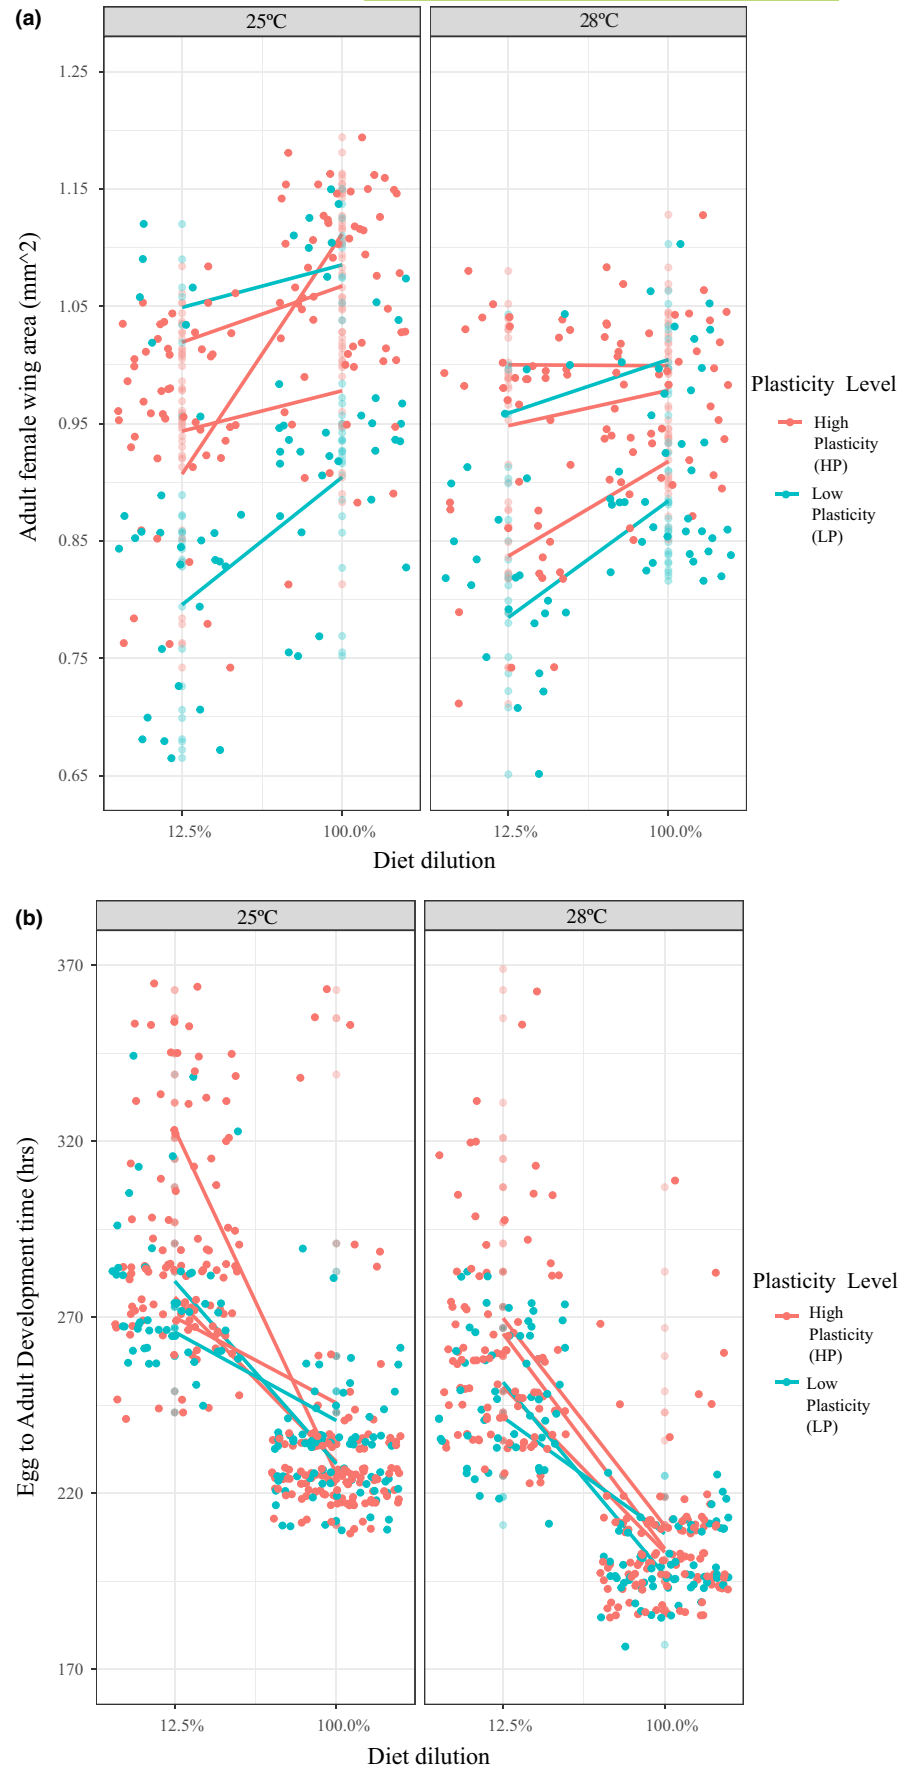 (a)
25ºC
28ºC
1.25
1.15
1.05
0.95
0.85
0.75
0.65
Adult female wing area (mm^2)
12.5%
100.0%
12.5%
100.0%
Diet dilution
Plasticity Level
High
Plasticity
(HP)
Low
Plasticity
(LP)
(b)
25ºC
28ºC
370
320
270
220
170
Egg to Adult Development time (hrs)
12.5%
100.0%
12.5%
100.0%
Diet dilution
Plasticity Level
High
Plasticity
(HP)
Low
Plasticity
(LP)